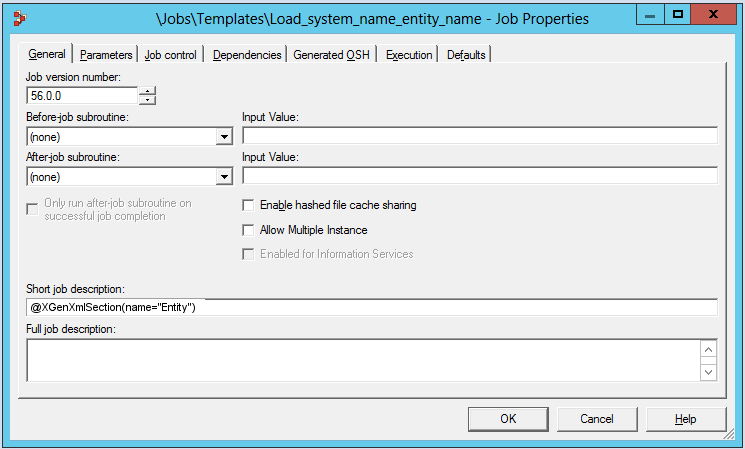 \Jobs\Templates\Load_system_name_entity_name - Job Properties
General Parameters Job control Dependencies Generated OSH Execution Defaults
Job version number:
56.0.0
Before-job subroutine: Input Value:
(none)
After-job subroutine: Input Value:
(none)
Only run after-job subroutine on
successful job completion
Enable hashed file cache sharing
Allow Multiple Instance
Enabled for Information Services
Short job description:
@XGenXmlSection(name="Entity")
Full job description:
OK Cancel Help